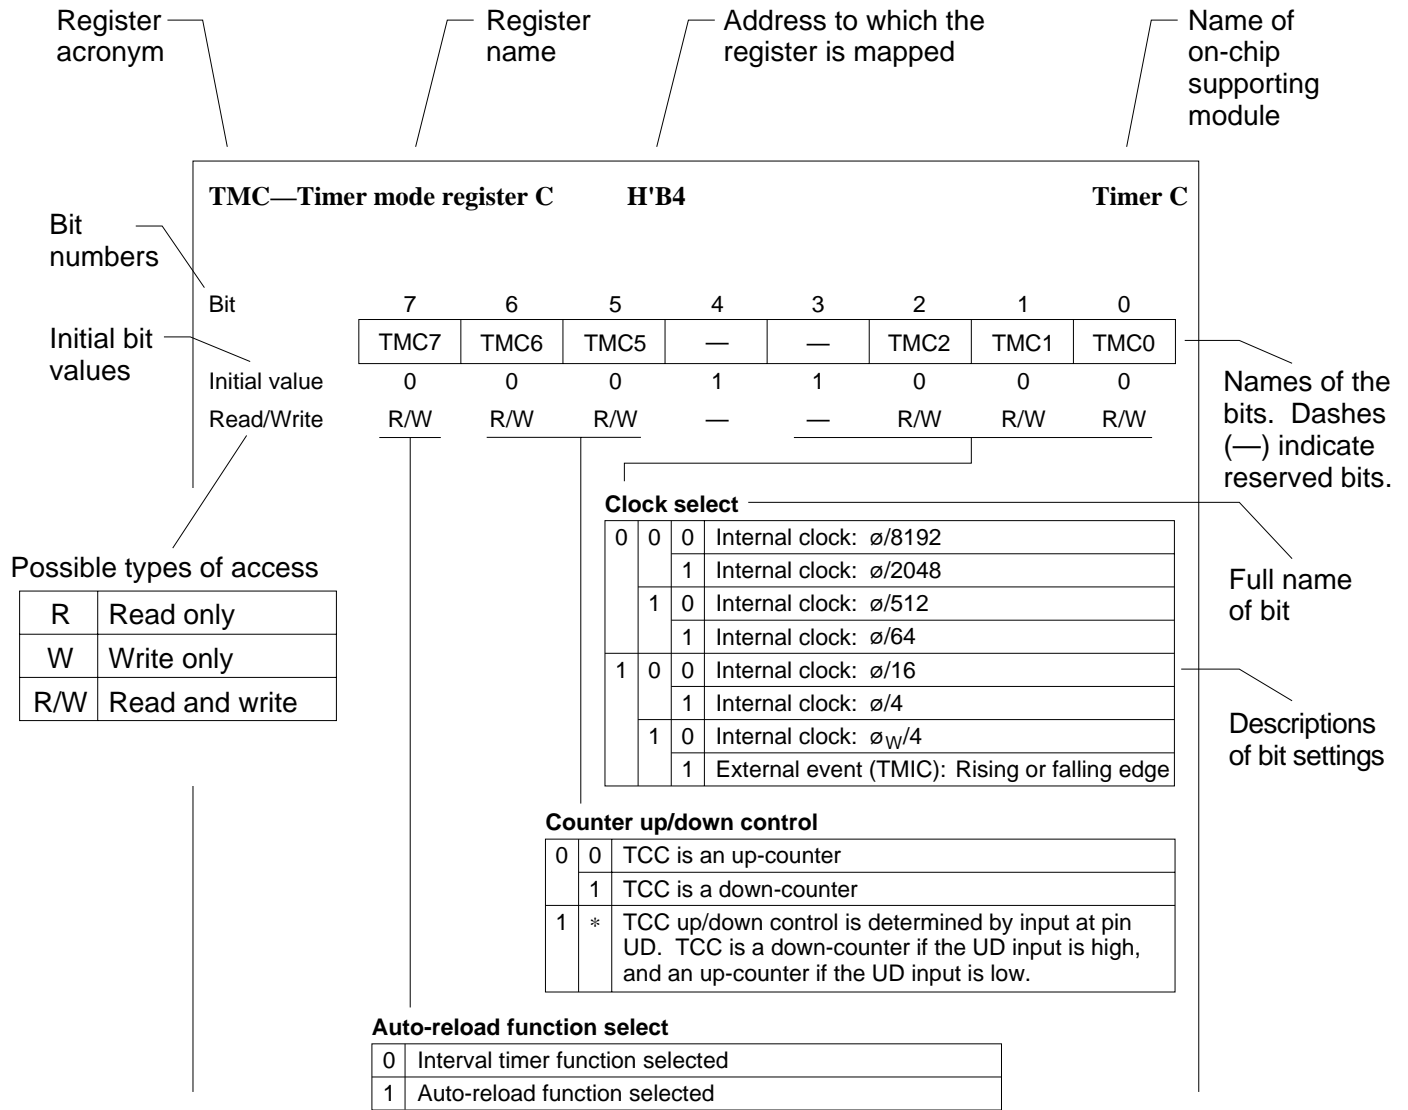 Register
acronym
Register
name
Address to which the
register is mapped
Name of
on-chip
supporting
module
TMC—Timer mode register C H'B4 Timer C
Bit
numbers
Bit 7 6 5 4 3 2 1 0
Initial bit
values
TMC7 TMC6 TMC5 — — TMC2 TMC1 TMC0
Initial value 0 0 0 1 1 0 0 0
Read/Write R/W R/W R/W — — R/W R/W R/W
Names of the
bits. Dashes
(—) indicate
reserved bits.
Clock select
0 0 0 Internal clock: ø/8192
1 Internal clock: ø/2048
1 0 Internal clock: ø/512
1 Internal clock: ø/64
1 0 0 Internal clock: ø/16
1 Internal clock: ø/4
1 0 Internal clock: øW/4
1 External event (TMIC): Rising or falling edge
Full name
of bit
Possible types of access
R Read only
W Write only
R/W Read and write
Descriptions
of bit settings
Counter up/down control
0 0 TCC is an up-counter
1 TCC is a down-counter
1 * TCC up/down control is determined by input at pin
UD. TCC is a down-counter if the UD input is high,
and an up-counter if the UD input is low.
Auto-reload function select
0 Interval timer function selected
1 Auto-reload function selected